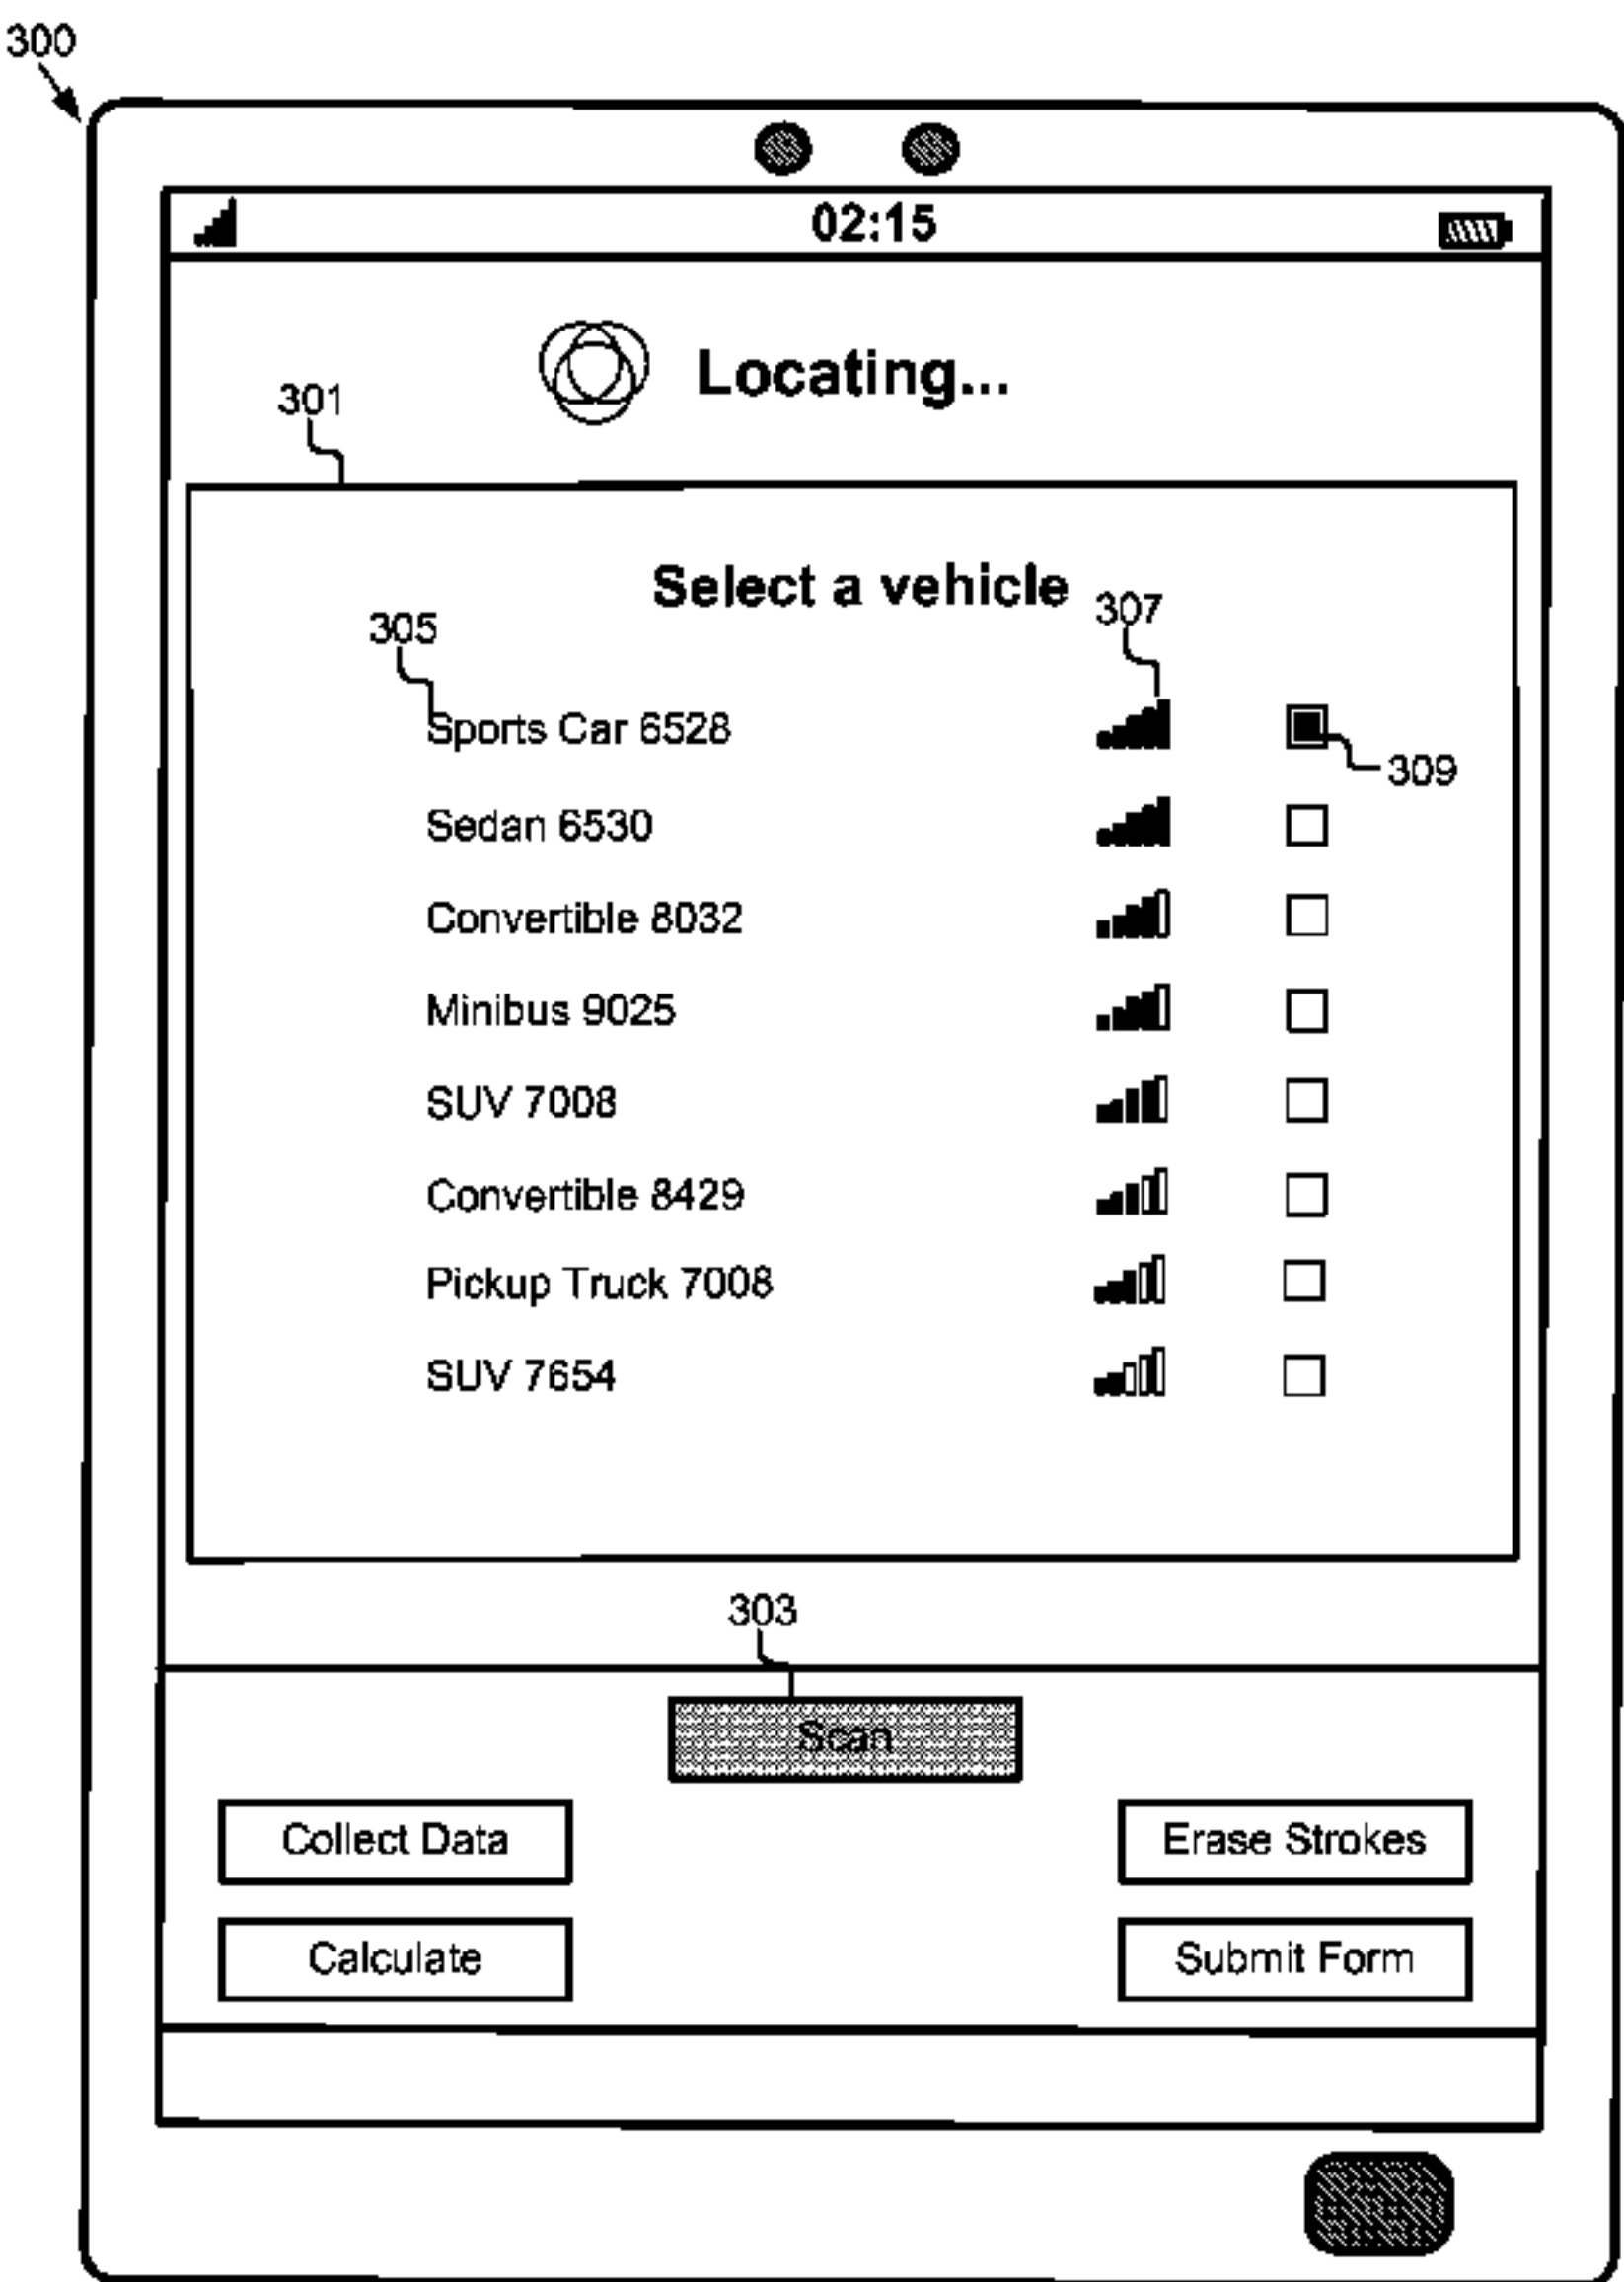 300
02:15
Locating...
301
Select a vehicle
307
305
Sports Car 6528
309
Sedan 6530
Convertible 8032
Minibus 9025
SUV 7008
Convertible 8429
Pickup Truck 7008
SUV 7654
303
Scan
Collect Data
Erase Strokes
Calculate
Submit Form